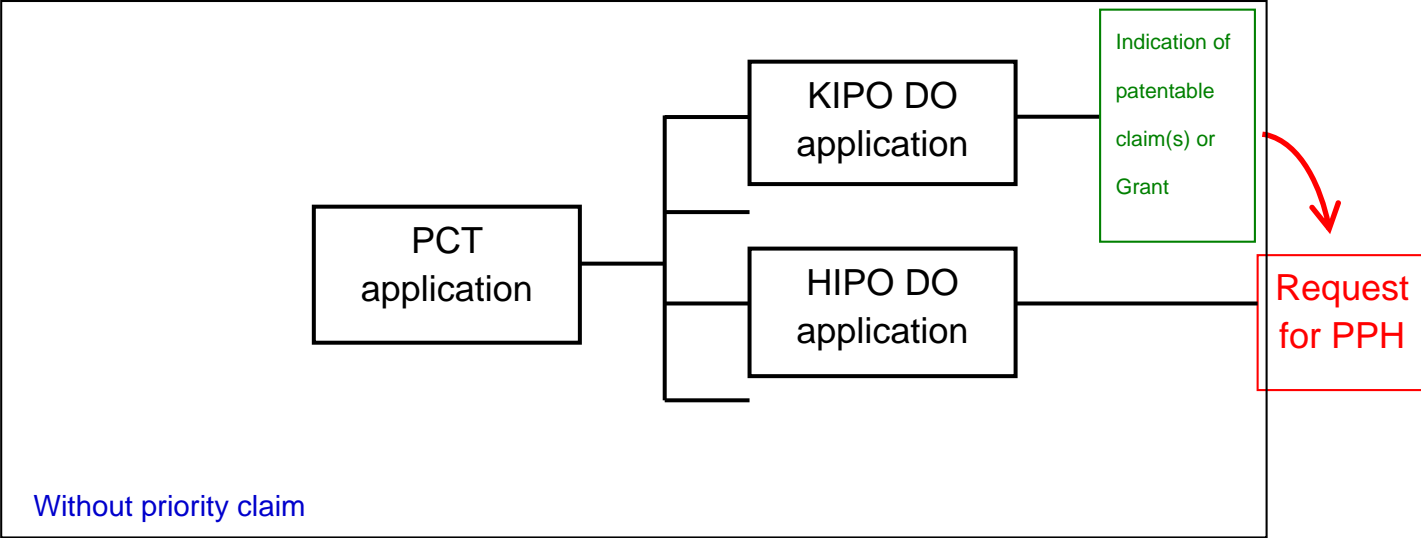 PCT
application
KIPO DO
application
Indication of
patentable
claim(s) or
Grant
HIPO DO
application
Request
for PPH
Without priority claim